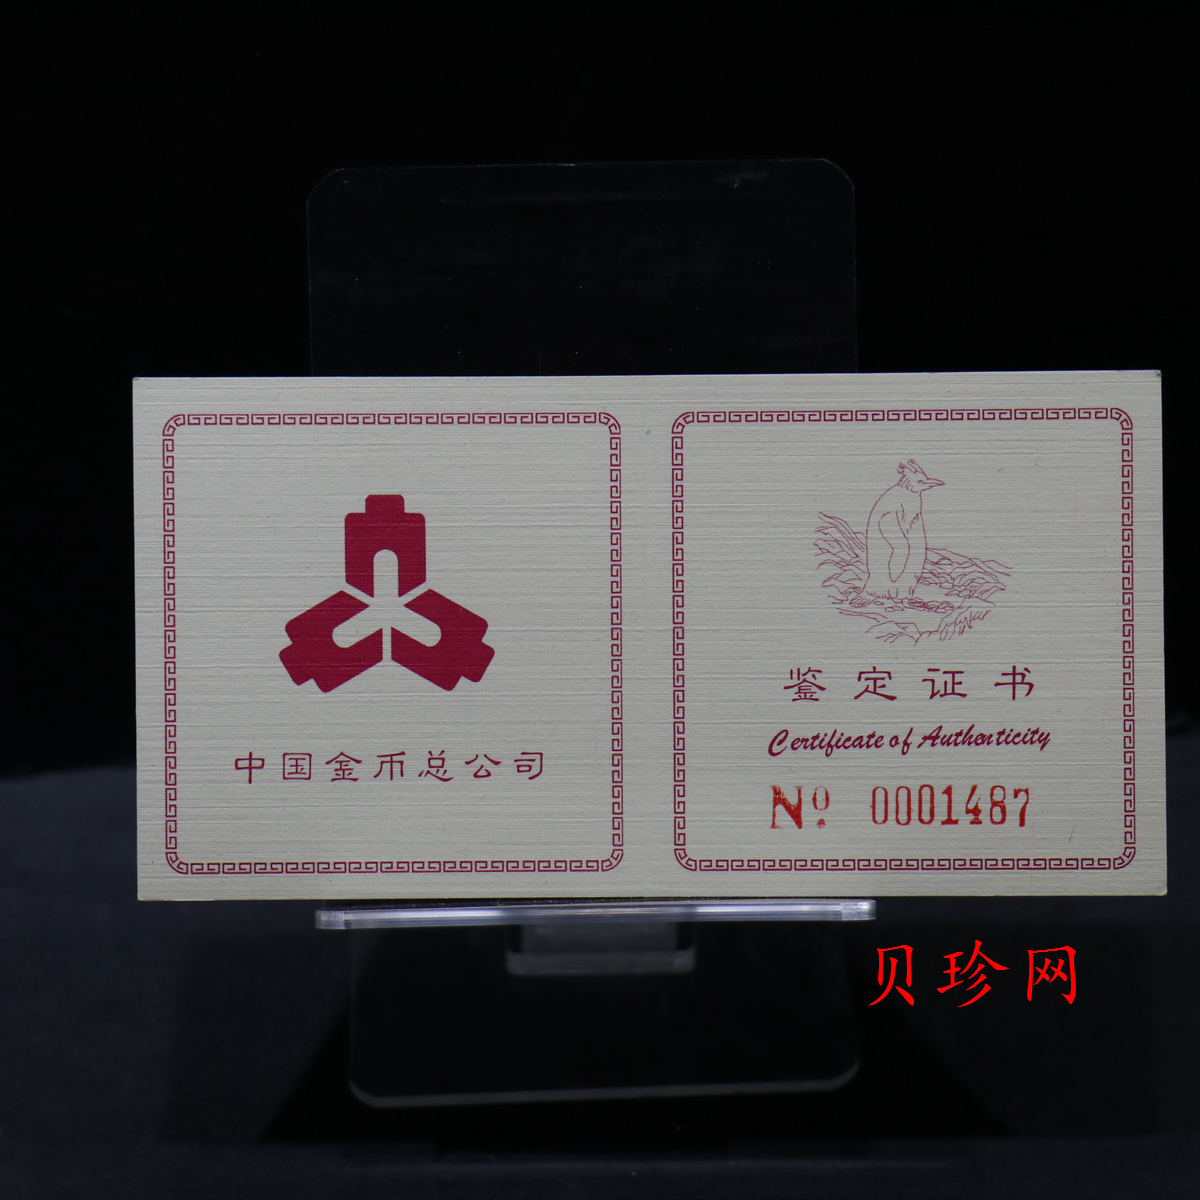 中国金币总公司
鉴定证书
Certificate of Authenticity
Nº 0001487
贝珍网